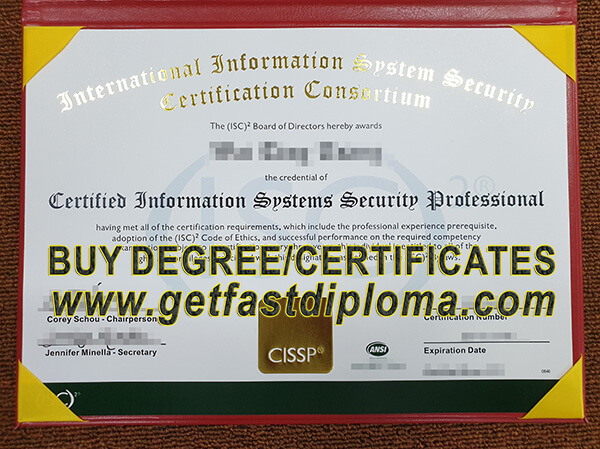 International Information System Security
Certification Consortium
The (ISC)² Board of Directors hereby awards
the credential of
Certified Information Systems Security Professional
having met all of the certification requirements, which include the professional experience prerequisite,
adoption of the (ISC)² Code of Ethics, and successful performance on the required competency
BUY DEGREE/CERTIFICATES
www.getfastdiploma.com
Corey Schou - Chairperson
Certification Number
Jennifer Minella - Secretary
CISSP®
ANSI
Expiration Date